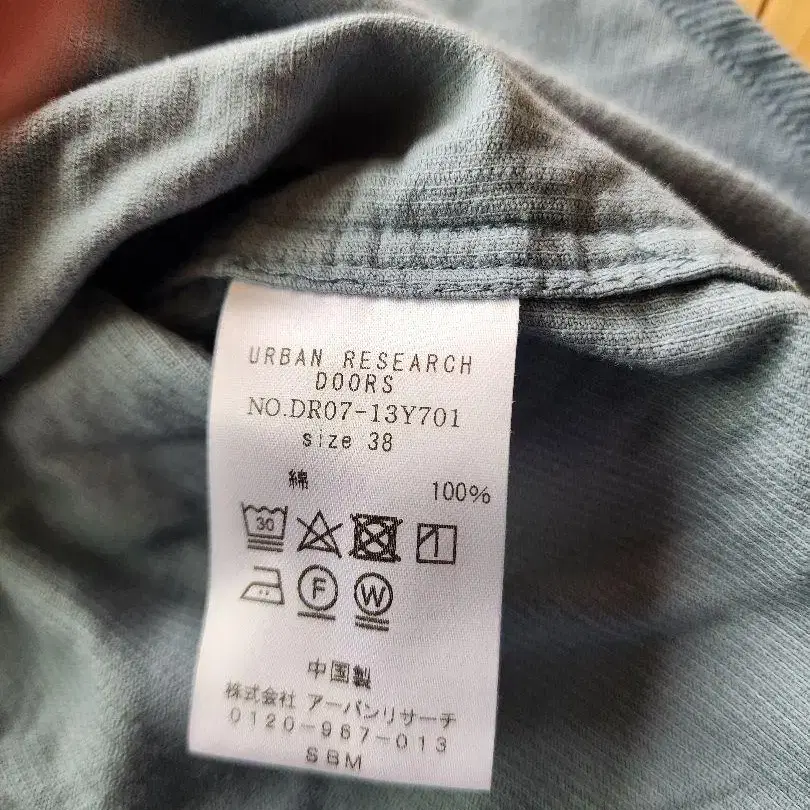 URBAN RESEARCH
DOORS
NO.DR07-13Y701
size 38
綿 100%
30
F W
中国製
株式会社 アーバンリサーチ
0120-967-013
SBM